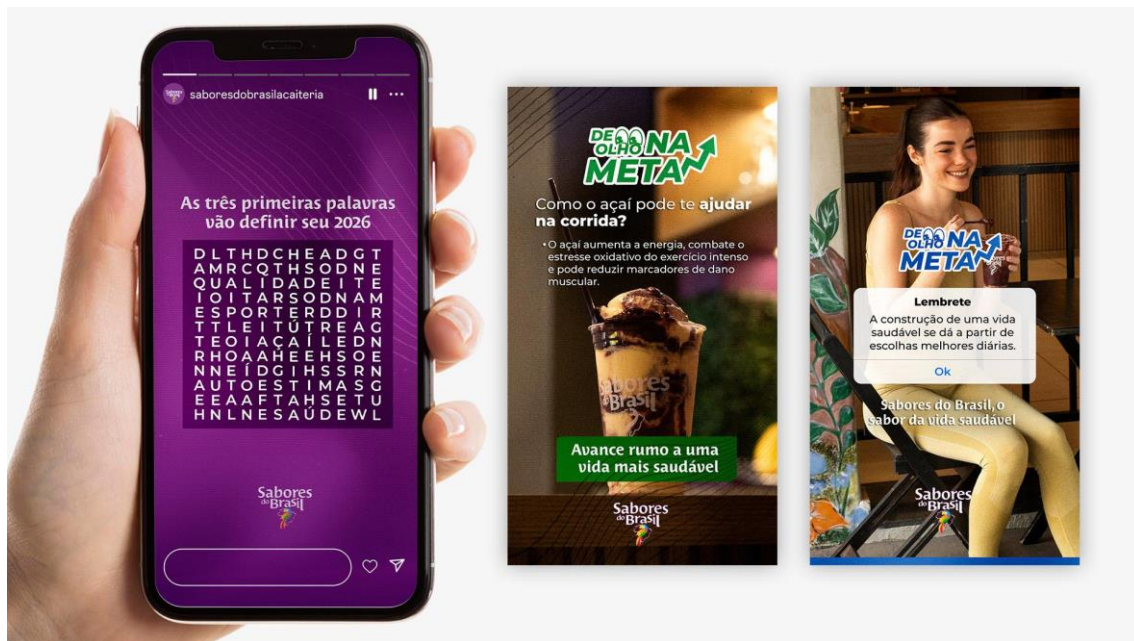 saboresdobrasilacaiteria
As três primeiras palavras
vão definir seu 2026
D L T H D C H E A D G T
A M R C Q T H S O D N E
Q U A L I D A D E I T E
I O I T A R S O D N A M
E S P O R T E R D D I R
T T L E I T Ú T R E A G
T E O I A Ç A Í L E D N
R H O A A H E E H S O E
N N E Í D G I H S S R N
A U T O E S T I M A S G
E E A A F T A H S E T U
H N L N E S A Ú D E W L
Sabores
do Brasil
DE OLHO NA
META
Como o açaí pode te ajudar
na corrida?
• O açaí aumenta a energia, combate o
estresse oxidativo do exercício intenso
e pode reduzir marcadores de dano
muscular.
Sabores
do Brasil
Avance rumo a uma
vida mais saudável
Sabores
do Brasil
DE OLHO NA
META
Lembrete
A construção de uma vida
saudável se dá a partir de
escolhas melhores diárias.
Ok
Sabores do Brasil, o
sabor da vida saudável
Sabores
do Brasil